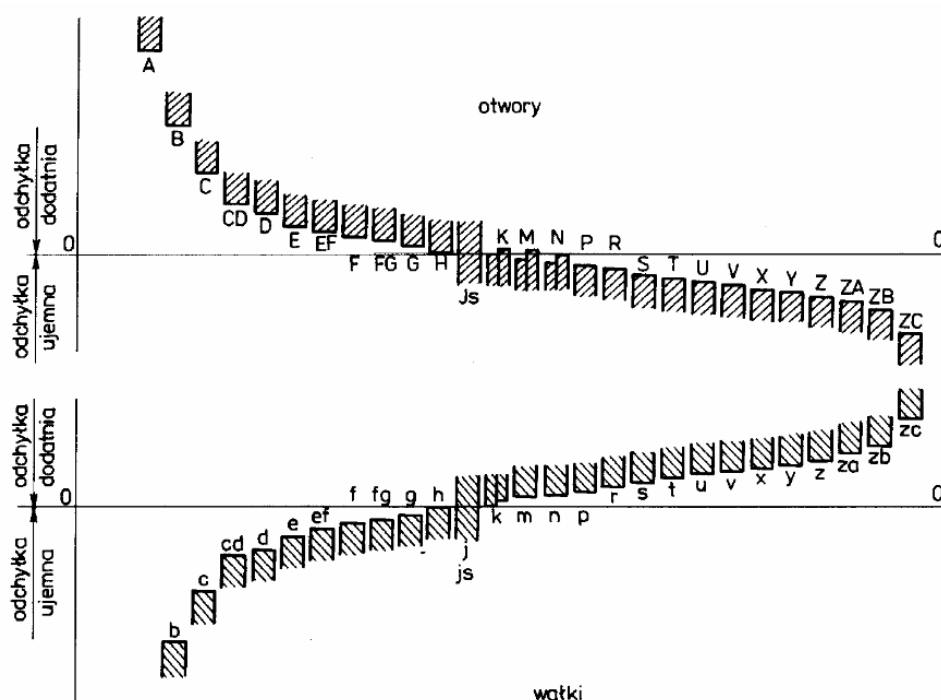 A
B
C
CD
D
E
EF
F
FG
G
H
Js
K
M
N
P
R
S
T
U
V
X
Y
Z
ZA
ZB
ZC
otwory
odchyłka
dodatnia
0
0
odchyłka
ujemna
odchyłka
dodatnia
0
0
odchyłka
ujemna
b
c
cd
d
e
ef
f
fg
g
h
j
js
k
m
n
p
r
s
t
u
v
x
y
z
za
zb
zc
wałki